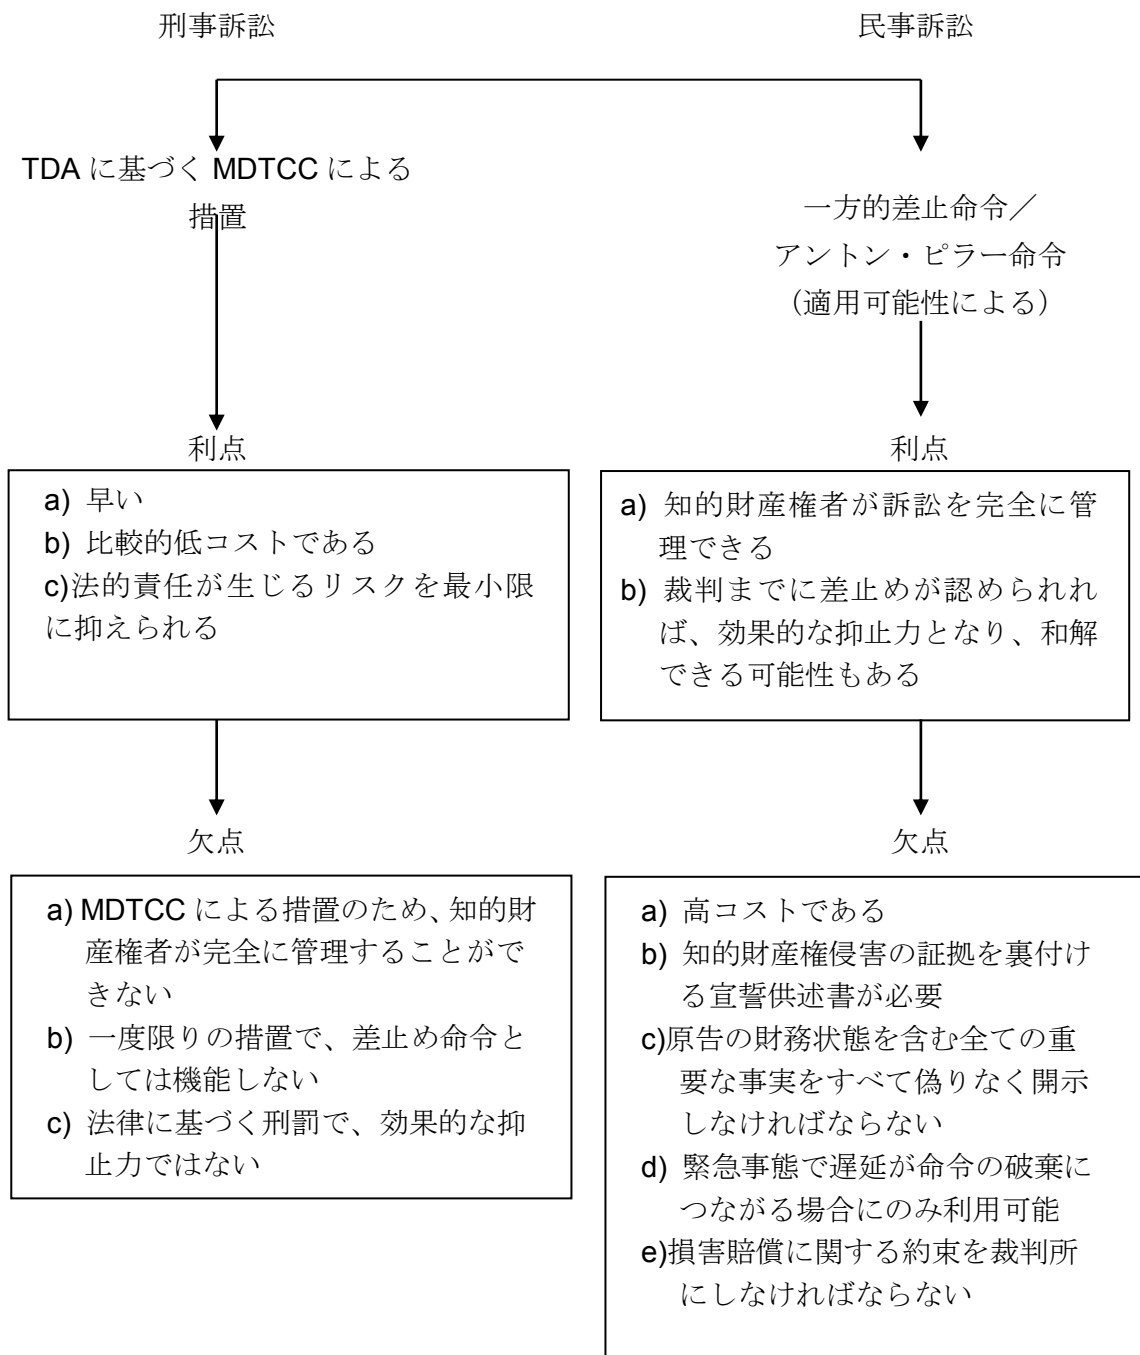 刑事訴訟
民事訴訟
TDA に基づく MDTCC による
措置
一方的差止命令／
アントン・ピラー命令
（適用可能性による）
利点
a) 早い
b) 比較的低コストである
c)法的責任が生じるリスクを最小限
に抑えられる
利点
a) 知的財産権者が訴訟を完全に管
理できる
b) 裁判までに差止めが認められれ
ば、効果的な抑止力となり、和解
できる可能性もある
欠点
a) MDTCC による措置のため、知的財
産権者が完全に管理することがで
きない
b) 一度限りの措置で、差止め命令と
しては機能しない
c) 法律に基づく刑罰で、効果的な抑
止力ではない
欠点
a) 高コストである
b) 知的財産権侵害の証拠を裏付け
る宣誓供述書が必要
c)原告の財務状態を含む全ての重
要な事実をすべて偽りなく開示
しなければならない
d) 緊急事態で遅延が命令の破棄に
つながる場合にのみ利用可能
e)損害賠償に関する約束を裁判所
にしなければならない